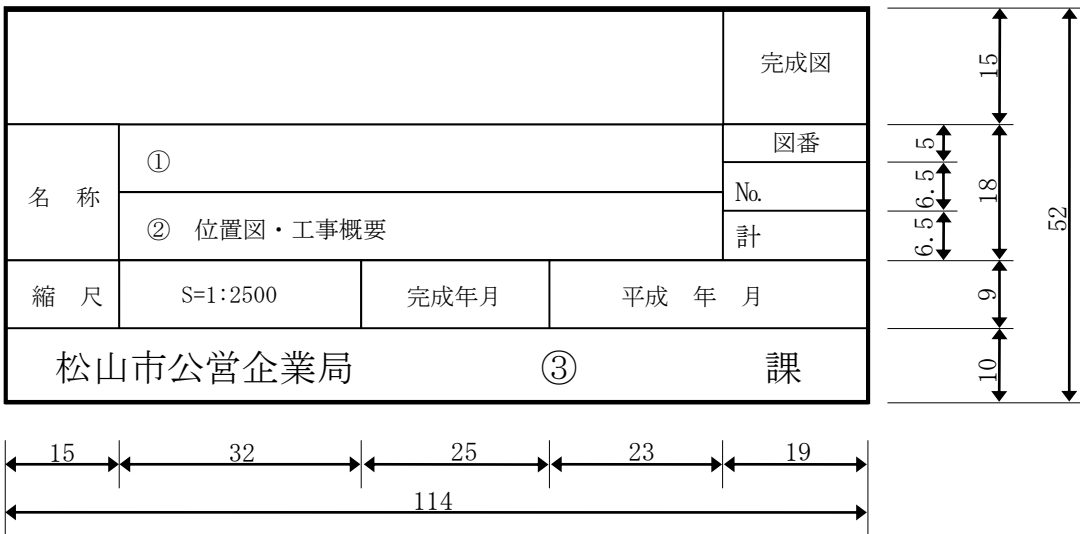 完成図
図番
①
名 称
No.
② 位置図・工事概要
計
縮 尺 S=1:2500 完成年月 平成 年 月
松山市公営企業局 ③ 課
15
5
6.5
6.5
18
9
10
52
15 32 25 23 19
114